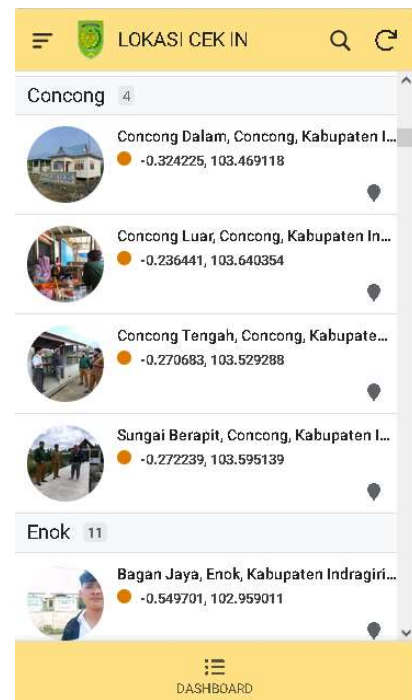 LOKASI CEK IN
Concong 4
Concong Dalam, Concong, Kabupaten I...
-0.324225, 103.469118
Concong Luar, Concong, Kabupaten In...
-0.236441, 103.640354
Concong Tengah, Concong, Kabupate...
-0.270683, 103.529288
Sungai Berapit, Concong, Kabupaten I...
-0.272239, 103.595139
Enok 11
Bagan Jaya, Enok, Kabupaten Indragiri...
-0.549701, 102.959011
DASHBOARD